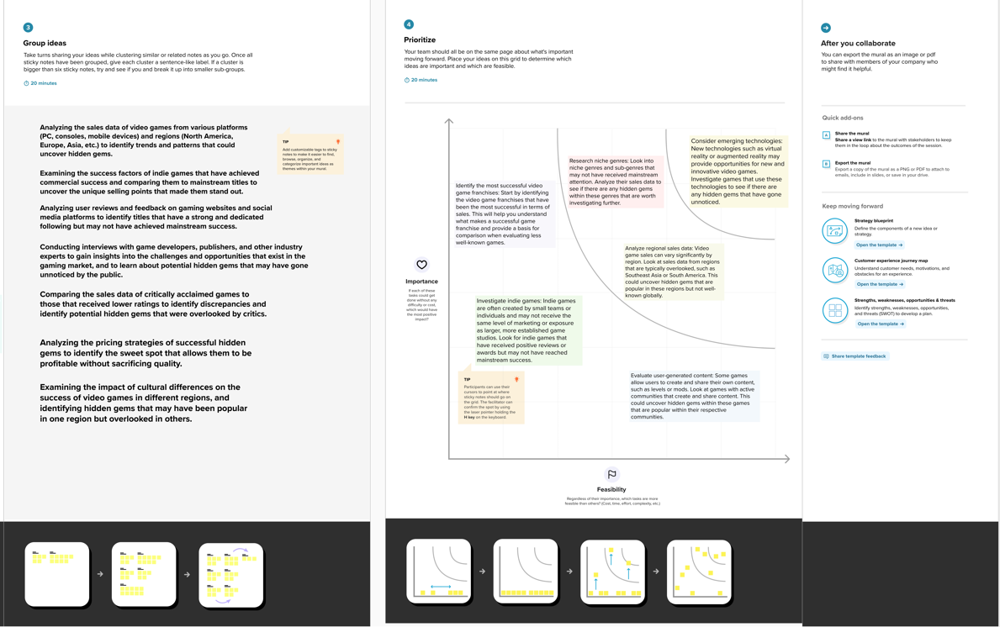 3
Group ideas
Take turns sharing your ideas while clustering similar or related notes as you go. Once all
sticky notes have been grouped, give each cluster a sentence-like label. If a cluster is
bigger than six sticky notes, try and see if you and break it up into smaller sub-groups.
20 minutes
Analyzing the sales data of video games from various platforms
(PC, consoles, mobile devices) and regions (North America,
Europe, Asia, etc.) to identify trends and patterns that could
uncover hidden gems.
Examining the success factors of indie games that have achieved
commercial success and comparing them to mainstream titles to
uncover the unique selling points that made them stand out.
Analyzing user reviews and feedback on gaming websites and social
media platforms to identify titles that have a strong and dedicated
following but may not have achieved mainstream success.
Conducting interviews with game developers, publishers, and other industry
experts to gain insights into the challenges and opportunities that exist in the
gaming market, and to learn about potential hidden gems that may have gone
unnoticed by the public.
Comparing the sales data of critically acclaimed games to
those that received lower ratings to identify discrepancies and
identify potential hidden gems that were overlooked by critics.
Analyzing the pricing strategies of successful hidden
gems to identify the sweet spot that allows them to be
profitable without sacrificing quality.
Examining the impact of cultural differences on the
success of video games in different regions, and
identifying hidden gems that may have been popular
in one region but overlooked in others.
TIP
Add customizable tags to sticky
notes to make it easier to find,
browse, organize, and
categorize important ideas as
themes within your mural.
4
Prioritize
Your team should all be on the same page about what's important
moving forward. Place your ideas on this grid to determine which
ideas are important and which are feasible.
20 minutes
Importance
If each of these
tasks could get
done without any
difficulty or cost,
which would have
the most positive
impact?
Identify the most successful video
game franchises: Start by identifying
the video game franchises that have
been the most successful in terms of
sales. This will help you understand
what makes a successful game
franchise and provide a basis for
comparison when evaluating less
well-known games.
Research niche genres: Look into
niche genres and sub-genres that
may not have received mainstream
attention. Analyze their sales data to
see if there are any hidden gems
within these genres that are worth
investigating further.
Consider emerging technologies:
New technologies such as virtual
reality or augmented reality may
provide opportunities for new and
innovative video games.
Investigate games that use these
technologies to see if there are
any hidden gems that have gone
unnoticed.
Analyze regional sales data: Video
game sales can vary significantly by
region. Look at sales data from regions
that are typically overlooked, such as
Southeast Asia or South America. This
could uncover hidden gems that are
popular in these regions but not well-
known globally.
Investigate indie games: Indie games
are often created by small teams or
individuals and may not receive the
same level of marketing or exposure
as larger, more established game
studios. Look for indie games that
have received positive reviews or
awards but may not have reached
mainstream success.
TIP
Participants can use their
cursors to point at where
sticky notes should go on
the grid. The facilitator can
confirm the spot by using
the laser pointer holding the
H key on the keyboard.
Evaluate user-generated content: Some games
allow users to create and share their own content,
such as levels or mods. Look at games with active
communities that create and share content. This
could uncover hidden gems within these games
that are popular within their respective
communities.
Feasibility
Regardless of their importance, which tasks are more
feasible than others? (Cost, time, effort, complexity, etc.)
After you collaborate
You can export the mural as an image or pdf
to share with members of your company who
might find it helpful.
Quick add-ons
A
Share the mural
Share a view link to the mural with stakeholders to keep
them in the loop about the outcomes of the session.
B
Export the mural
Export a copy of the mural as a PNG or PDF to attach to
emails, include in slides, or save in your drive.
Keep moving forward
Strategy blueprint
Define the components of a new idea or
strategy.
Open the template →
Customer experience journey map
Understand customer needs, motivations, and
obstacles for an experience.
Open the template →
Strengths, weaknesses, opportunities & threats
Identify strengths, weaknesses, opportunities,
and threats (SWOT) to develop a plan.
Open the template →
Share template feedback